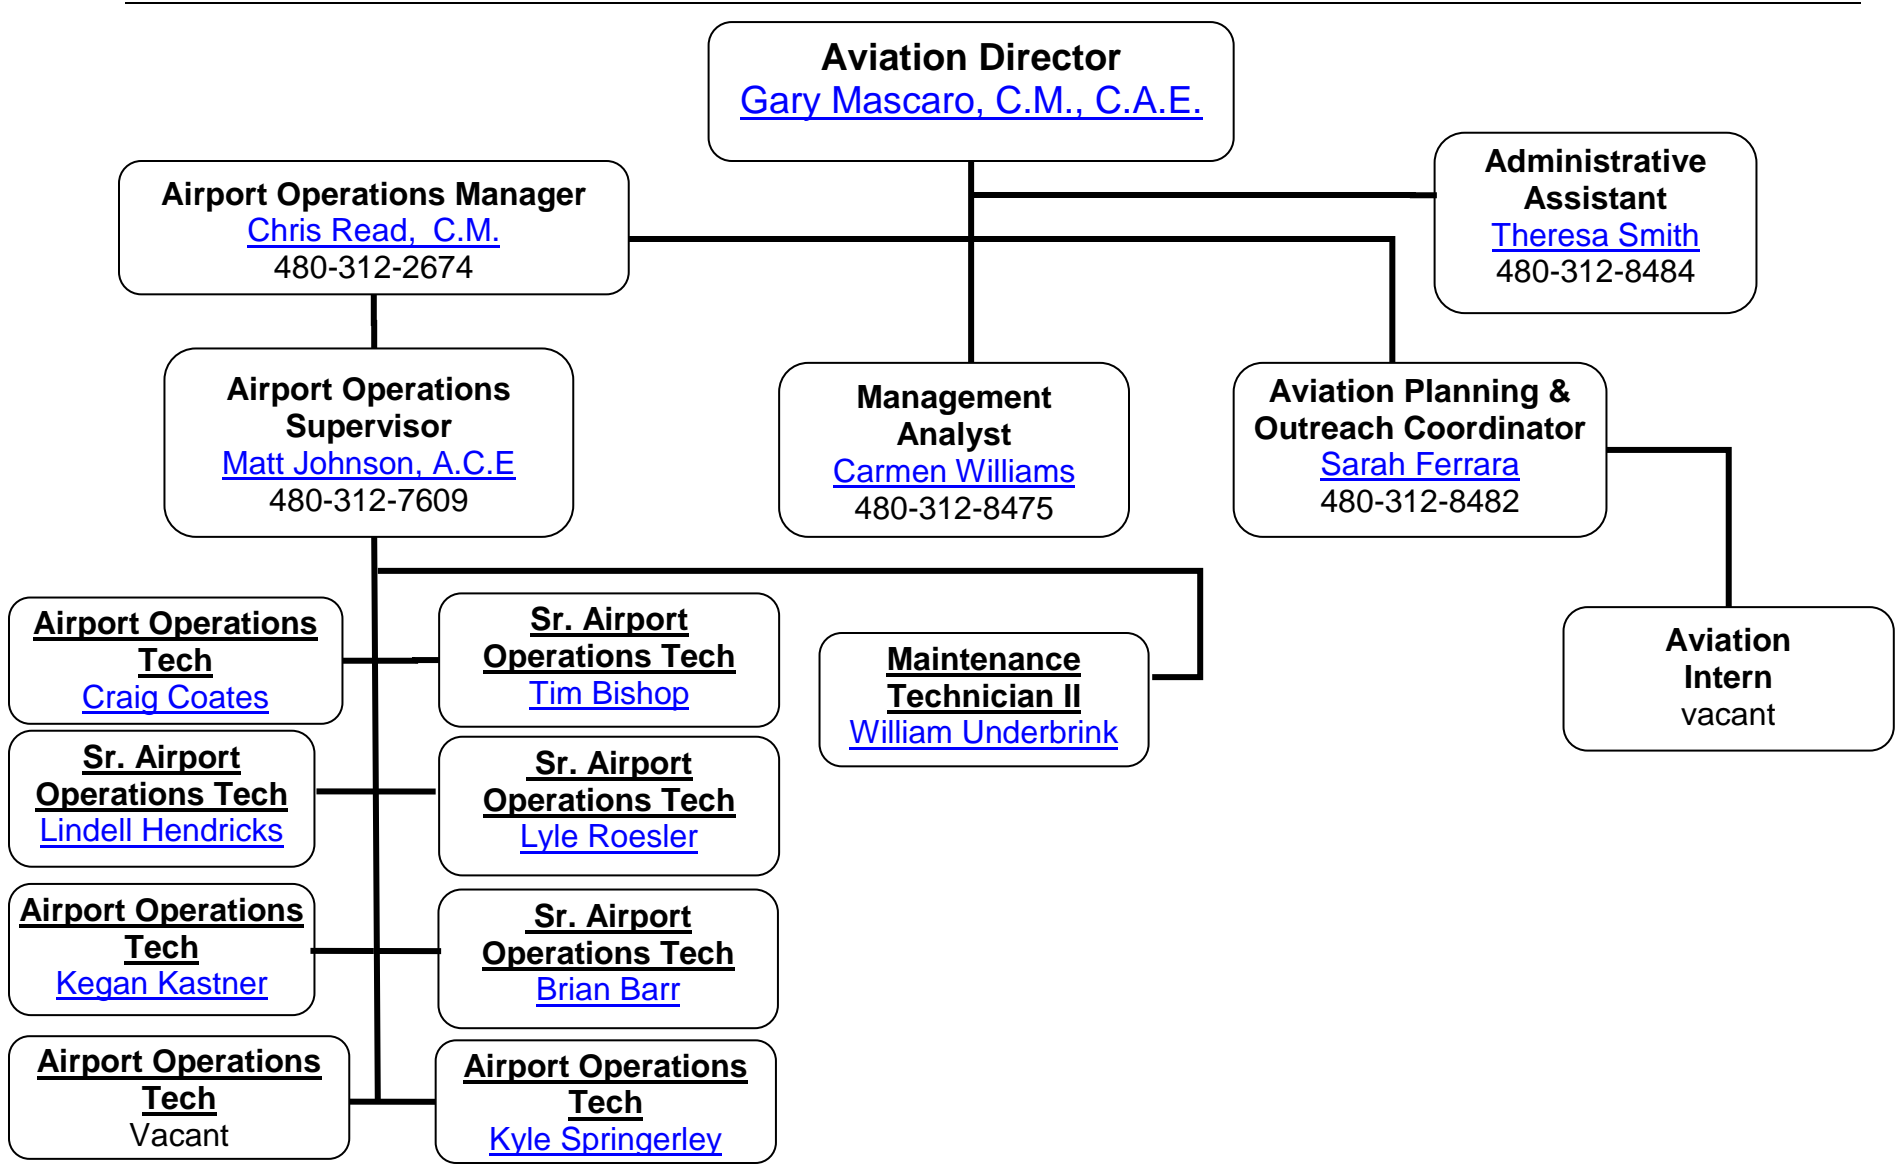 Aviation Director
Gary Mascaro, C.M., C.A.E.
Administrative
Assistant
Theresa Smith
480-312-8484
Airport Operations Manager
Chris Read, C.M.
480-312-2674
Airport Operations
Supervisor
Matt Johnson, A.C.E
480-312-7609
Management
Analyst
Carmen Williams
480-312-8475
Aviation Planning &
Outreach Coordinator
Sarah Ferrara
480-312-8482
Airport Operations
Tech
Craig Coates
Sr. Airport
Operations Tech
Tim Bishop
Maintenance
Technician II
William Underbrink
Aviation
Intern
vacant
Sr. Airport
Operations Tech
Lindell Hendricks
Sr. Airport
Operations Tech
Lyle Roesler
Airport Operations
Tech
Kegan Kastner
Sr. Airport
Operations Tech
Brian Barr
Airport Operations
Tech
Vacant
Airport Operations
Tech
Kyle Springerley